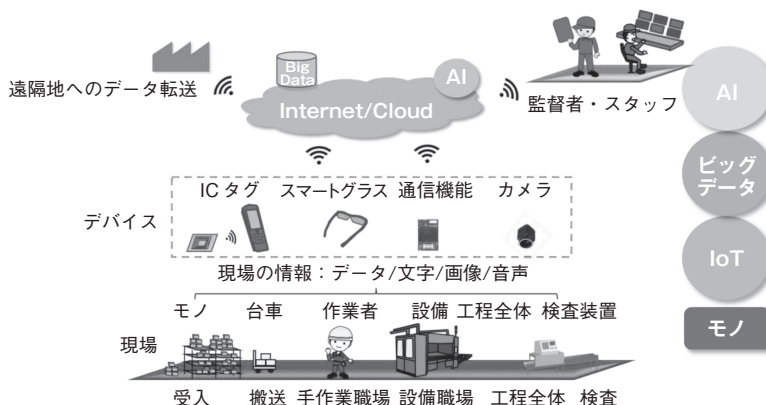 Big
Data
AI
Internet/Cloud
遠隔地へのデータ転送
監督者・スタッフ
AI
ビッグ
データ
IoT
モノ
デバイス
IC タグ スマートグラス 通信機能 カメラ
現場の情報：データ/文字/画像/音声
モノ 台車 作業者 設備 工程全体 検査装置
現場
受入 搬送 手作業職場 設備職場 工程全体 検査